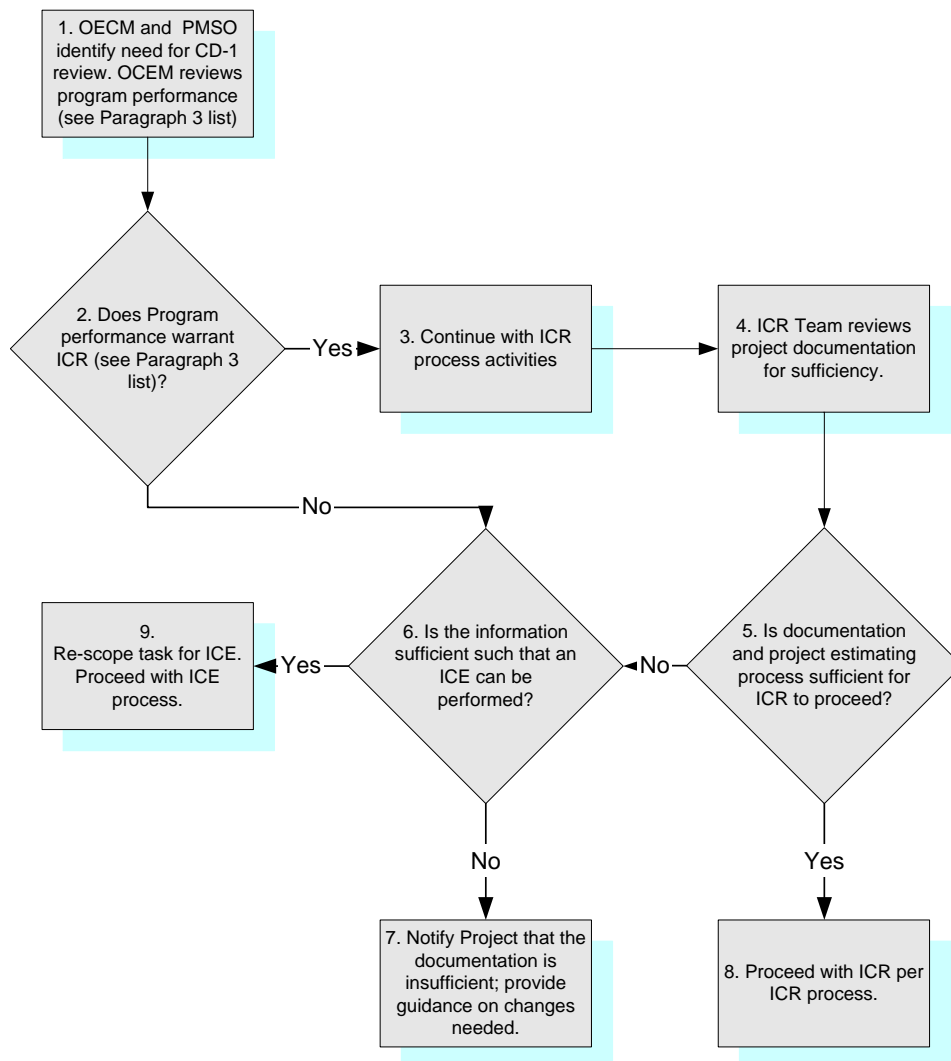 1. OECM and PMSO
identify need for CD-1
review. OCEM reviews
program performance
(see Paragraph 3 list)
2. Does Program
performance warrant
ICR (see Paragraph 3
list)?
Yes
3. Continue with ICR
process activities
4. ICR Team reviews
project documentation
for sufficiency.
No
5. Is documentation
and project estimating
process sufficient for
ICR to proceed?
No
6. Is the information
sufficient such that an
ICE can be
performed?
Yes
9.
Re-scope task for ICE.
Proceed with ICE
process.
No
7. Notify Project that the
documentation is
insufficient; provide
guidance on changes
needed.
Yes
8. Proceed with ICR per
ICR process.